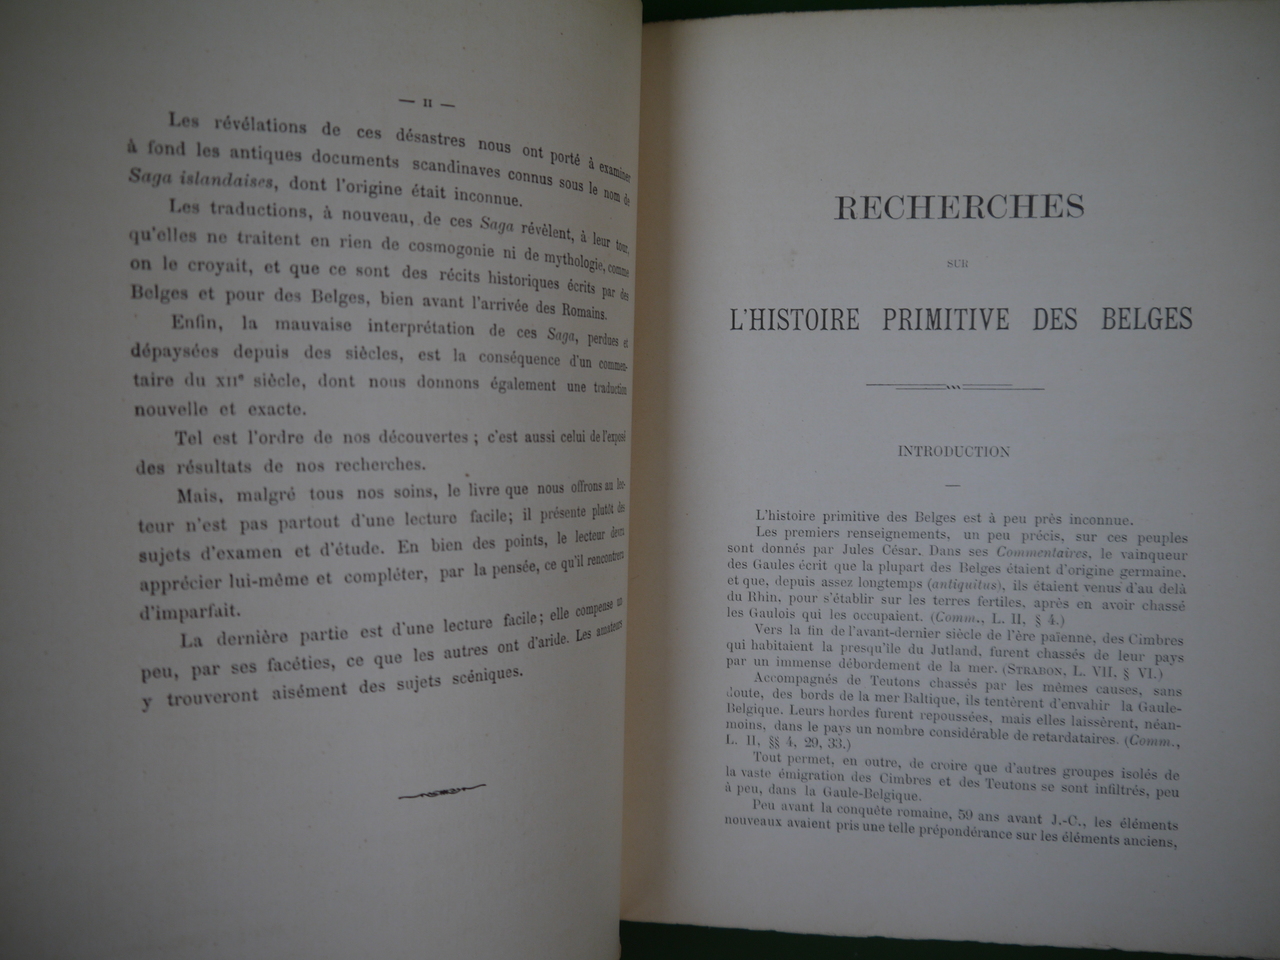 — II —
Les révélations de ces désastres nous ont porté à examiner
à fond les antiques documents scandinaves connus sous le nom de
Saga islandaises, dont l'origine était inconnue.
Les traductions, à nouveau, de ces Saga révèlent, à leur tour,
qu'elles ne traitent en rien de cosmogonie ni de mythologie, comme
on le croyait, et que ce sont des récits historiques écrits par des
Belges et pour des Belges, bien avant l'arrivée des Romains.
Enfin, la mauvaise interprétation de ces Saga, perdues et
dépaysées depuis des siècles, est la conséquence d'un commen-
taire du XIIe siècle, dont nous donnons également une traduction
nouvelle et exacte.
Tel est l'ordre de nos découvertes ; c'est aussi celui de l'exposé
des résultats de nos recherches.
Mais, malgré tous nos soins, le livre que nous offrons au lec-
teur n'est pas partout d'une lecture facile; il présente plutôt des
sujets d'examen et d'étude. En bien des points, le lecteur devra
apprécier lui-même et compléter, par la pensée, ce qu'il rencontrera
d'imparfait.
La dernière partie est d'une lecture facile; elle compense un
peu, par ses facéties, ce que les autres ont d'aride. Les amateurs
y trouveront aisément des sujets scéniques.
RECHERCHES
SUR
L'HISTOIRE PRIMITIVE DES BELGES
INTRODUCTION
L'histoire primitive des Belges est à peu près inconnue.
Les premiers renseignements, un peu précis, sur ces peuples
sont donnés par Jules César. Dans ses Commentaires, le vainqueur
des Gaules écrit que la plupart des Belges étaient d'origine germaine,
et que, depuis assez longtemps (antiquitus), ils étaient venus d'au delà
du Rhin, pour s'établir sur les terres fertiles, après en avoir chassé
les Gaulois qui les occupaient. (Comm., L. II, § 4.)
Vers la fin de l'avant-dernier siècle de l'ère païenne, des Cimbres
qui habitaient la presqu'île du Jutland, furent chassés de leur pays
par un immense débordement de la mer. (STRABON, L. VII, § VI.)
Accompagnés de Teutons chassés par les mêmes causes, sans
doute, des bords de la mer Baltique, ils tentèrent d'envahir la Gaule-
Belgique. Leurs hordes furent repoussées, mais elles laissèrent, néan-
moins, dans le pays un nombre considérable de retardataires. (Comm.,
L. II, §§ 4, 29, 33.)
Tout permet, en outre, de croire que d'autres groupes isolés de
la vaste émigration des Cimbres et des Teutons se sont infiltrés, peu
à peu, dans la Gaule-Belgique.
Peu avant la conquête romaine, 59 ans avant J.-C., les éléments
nouveaux avaient pris une telle prépondérance sur les éléments anciens,